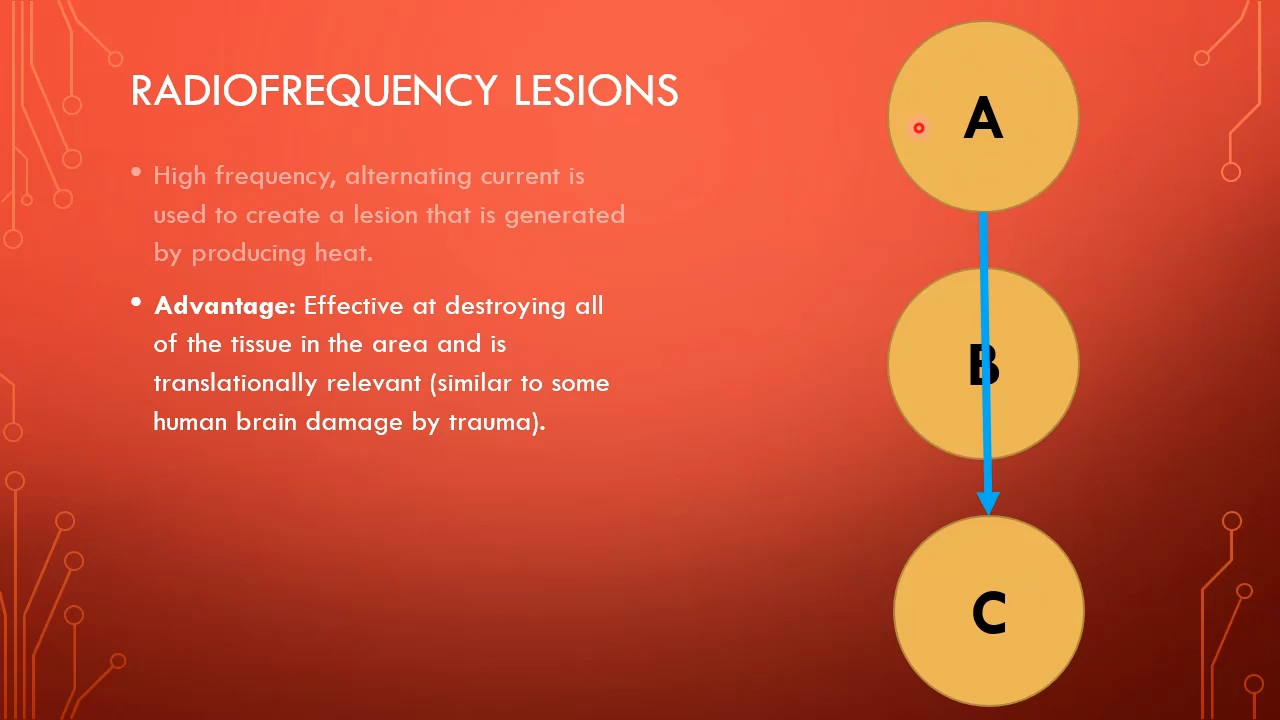 RADIOFREQUENCY LESIONS
• High frequency, alternating current is
used to create a lesion that is generated
by producing heat.
• Advantage: Effective at destroying all
of the tissue in the area and is
translationally relevant (similar to some
human brain damage by trauma).
A
B
C